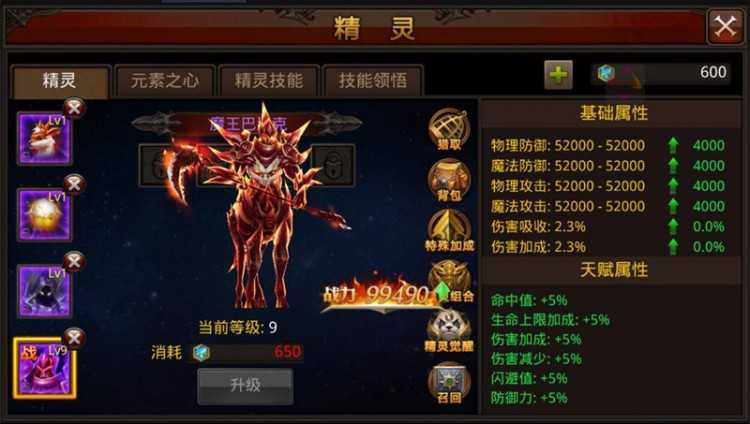 精 灵
精灵
元素之心
精灵技能
技能领悟
600
Lv1
Lv1
Lv1
战
Lv9
魔王巴
克
猎取
背包
特殊加成
组合
精灵觉醒
召回
战力 99490
当前等级: 9
消耗 650
升级
基础属性
物理防御: 52000 - 52000 4000
魔法防御: 52000 - 52000 4000
物理攻击: 52000 - 52000 4000
魔法攻击: 52000 - 52000 4000
伤害吸收: 2.3% 0.0%
伤害加成: 2.3% 0.0%
天赋属性
命中值: +5%
生命上限加成: +5%
伤害加成: +5%
伤害减少: +5%
闪避值: +5%
防御力: +5%